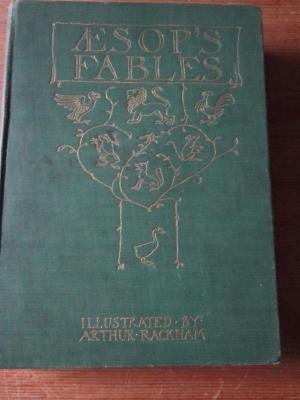 ÆSOP'S
FABLES
ILLUSTRATED · BY:
ARTHUR · RACKHAM